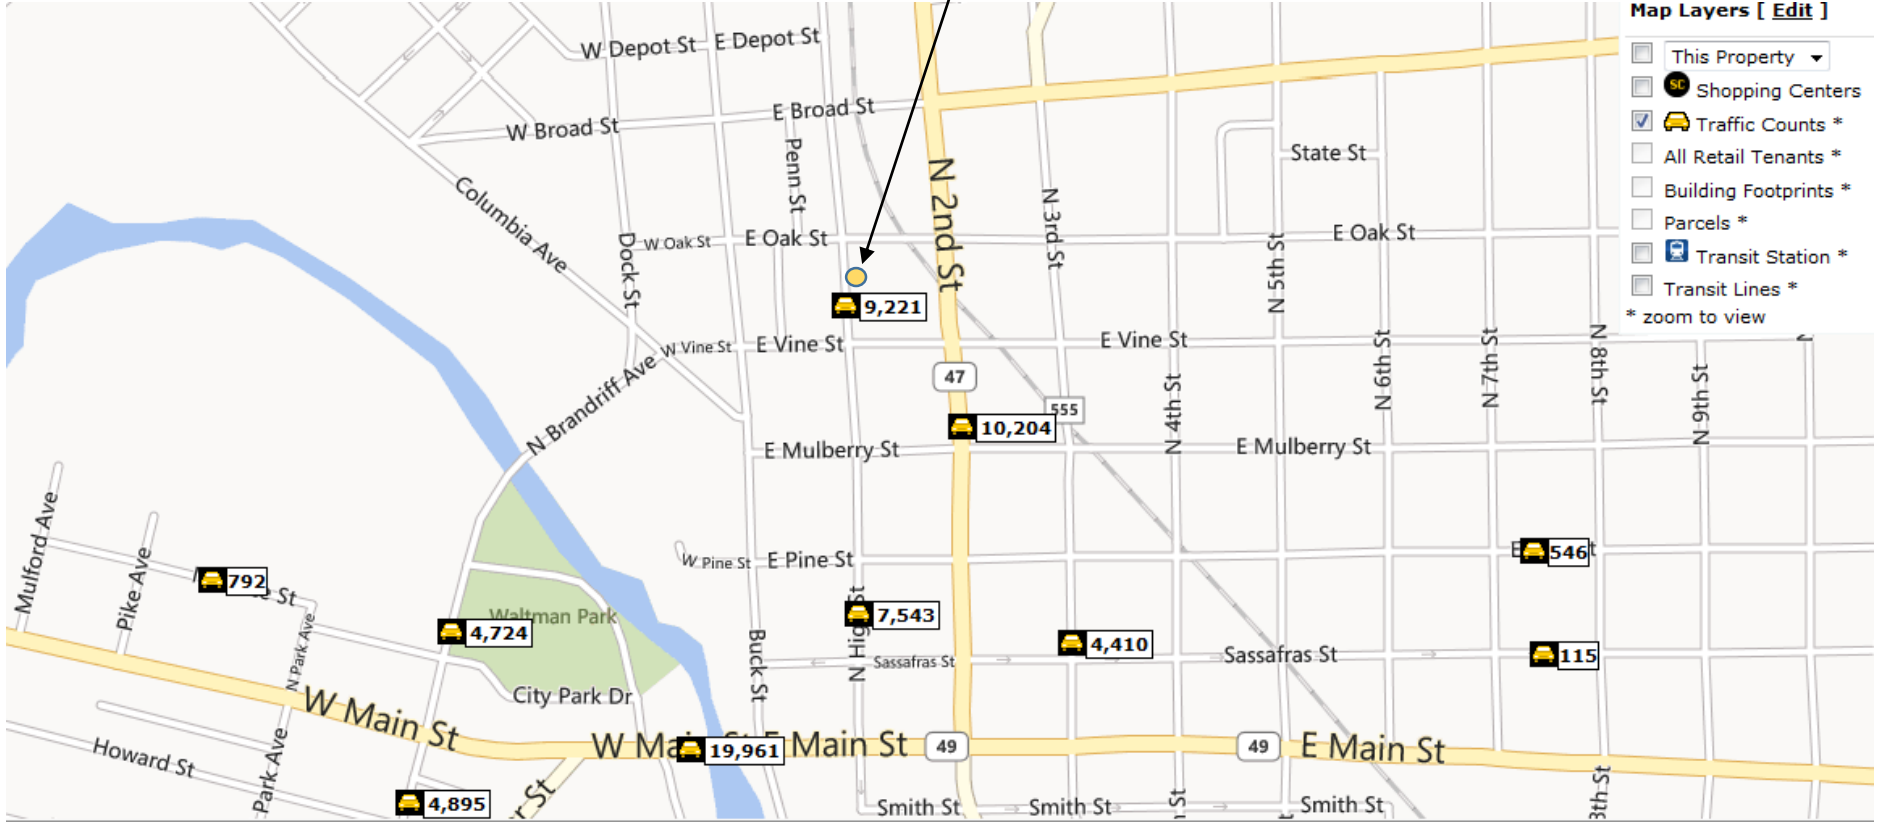 Map Layers [ Edit ]
This Property
SC Shopping Centers
Traffic Counts *
All Retail Tenants *
Building Footprints *
Parcels *
Transit Station *
Transit Lines *
* zoom to view
W Depot St
E Depot St
W Broad St
E Broad St
Penn St
State St
Columbia Ave
Dock St
W Oak St
E Oak St
N 2nd St
N 3rd St
N 5th St
E Oak St
9,221
W Vine St
E Vine St
E Vine St
47
N Brandriff Ave
N 4th St
N 6th St
N 7th St
N 8th St
N 9th St
555
10,204
E Mulberry St
E Mulberry St
Mulford Ave
Pike Ave
W Pine St
E Pine St
546
792
N Park Ave
Waltman Park
4,724
7,543
4,410
115
Buck St
Sassafras St
Sassafras St
City Park Dr
W Main St
19,961
E Main St
49
49
E Main St
Howard St
Park Ave
4,895
Smith St
Smith St
Smith St